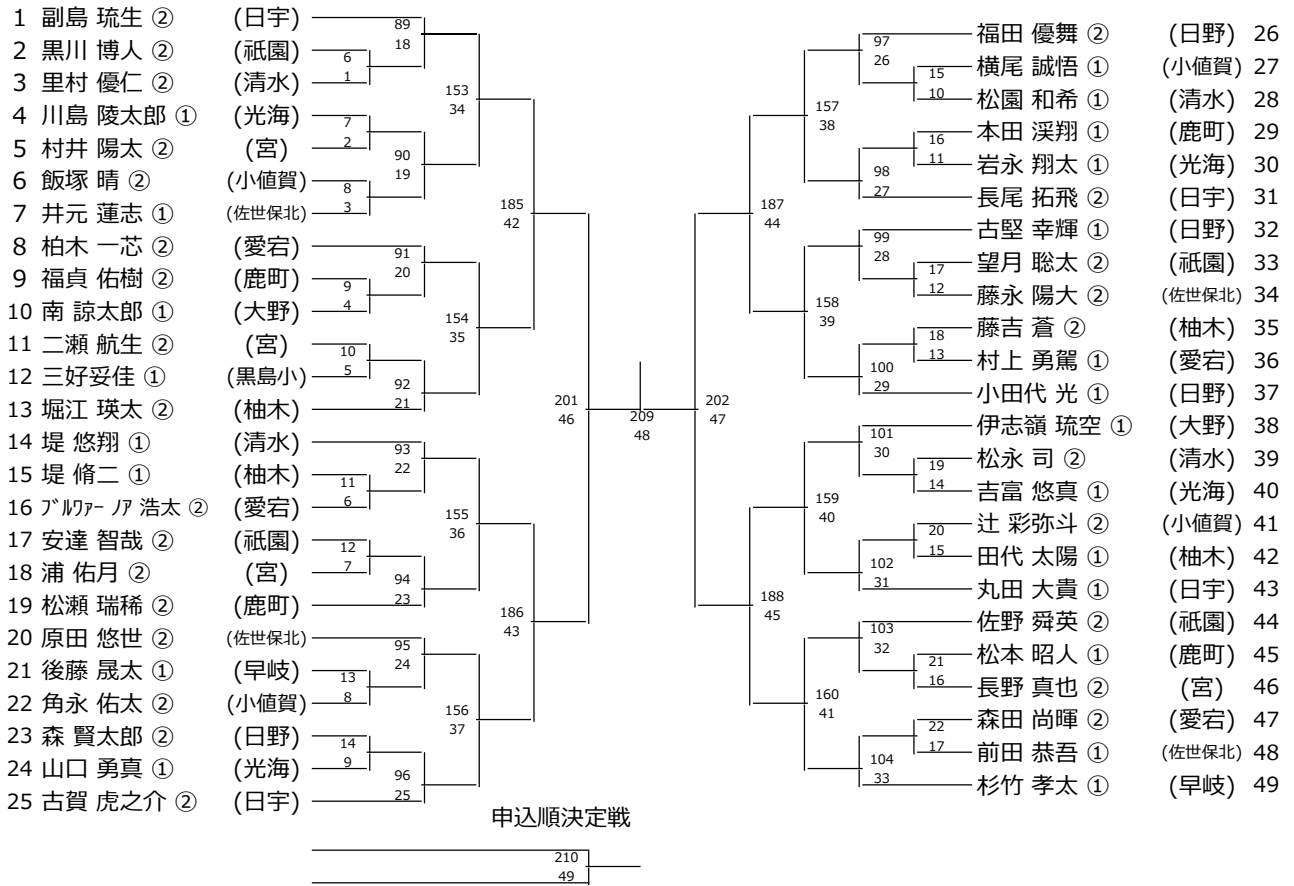 1 副島 琉生 ② (日宇)
2 黒川 博人 ② (祇園)
3 里村 優仁 ② (清水)
4 川島 陵太郎 ① (光海)
5 村井 陽太 ② (宮)
6 飯塚 晴 ② (小値賀)
7 井元 蓮志 ① (佐世保北)
8 柏木 一芯 ② (愛宕)
9 福貞 佑樹 ② (鹿町)
10 南 諒太郎 ① (大野)
11 二瀬 航生 ② (宮)
12 三好妥佳 ① (黒島小)
13 堀江 瑛太 ② (柚木)
14 堤 悠翔 ① (清水)
15 堤 脩二 ① (柚木)
16 ブルワァー ノア 浩太 ② (愛宕)
17 安達 智哉 ② (祇園)
18 浦 佑月 ② (宮)
19 松瀬 瑞稀 ② (鹿町)
20 原田 悠世 ② (佐世保北)
21 後藤 晟太 ① (早岐)
22 角永 佑太 ② (小値賀)
23 森 賢太郎 ② (日野)
24 山口 勇真 ① (光海)
25 古賀 虎之介 ② (日宇)
89
18
6
1
7
2
90
19
8
3
91
20
9
4
10
5
92
21
93
22
11
6
12
7
94
23
95
24
13
8
14
9
96
25
153
34
154
35
155
36
156
37
185
42
186
43
201
46
209
48
202
47
187
44
188
45
157
38
158
39
159
40
160
41
97
26
15
10
16
11
98
27
99
28
17
12
18
13
100
29
101
30
19
14
20
15
102
31
103
32
21
16
22
17
104
33
福田 優舞 ② (日野) 26
横尾 誠悟 ① (小値賀) 27
松園 和希 ① (清水) 28
本田 渓翔 ① (鹿町) 29
岩永 翔太 ① (光海) 30
長尾 拓飛 ② (日宇) 31
古堅 幸輝 ① (日野) 32
望月 聡太 ② (祇園) 33
藤永 陽大 ② (佐世保北) 34
藤吉 蒼 ② (柚木) 35
村上 勇駕 ① (愛宕) 36
小田代 光 ① (日野) 37
伊志嶺 琉空 ① (大野) 38
松永 司 ② (清水) 39
吉富 悠真 ① (光海) 40
辻 彩弥斗 ② (小値賀) 41
田代 太陽 ① (柚木) 42
丸田 大貴 ① (日宇) 43
佐野 舜英 ② (祇園) 44
松本 昭人 ① (鹿町) 45
長野 真也 ② (宮) 46
森田 尚暉 ② (愛宕) 47
前田 恭吾 ① (佐世保北) 48
杉竹 孝太 ① (早岐) 49
申込順決定戦
210
49